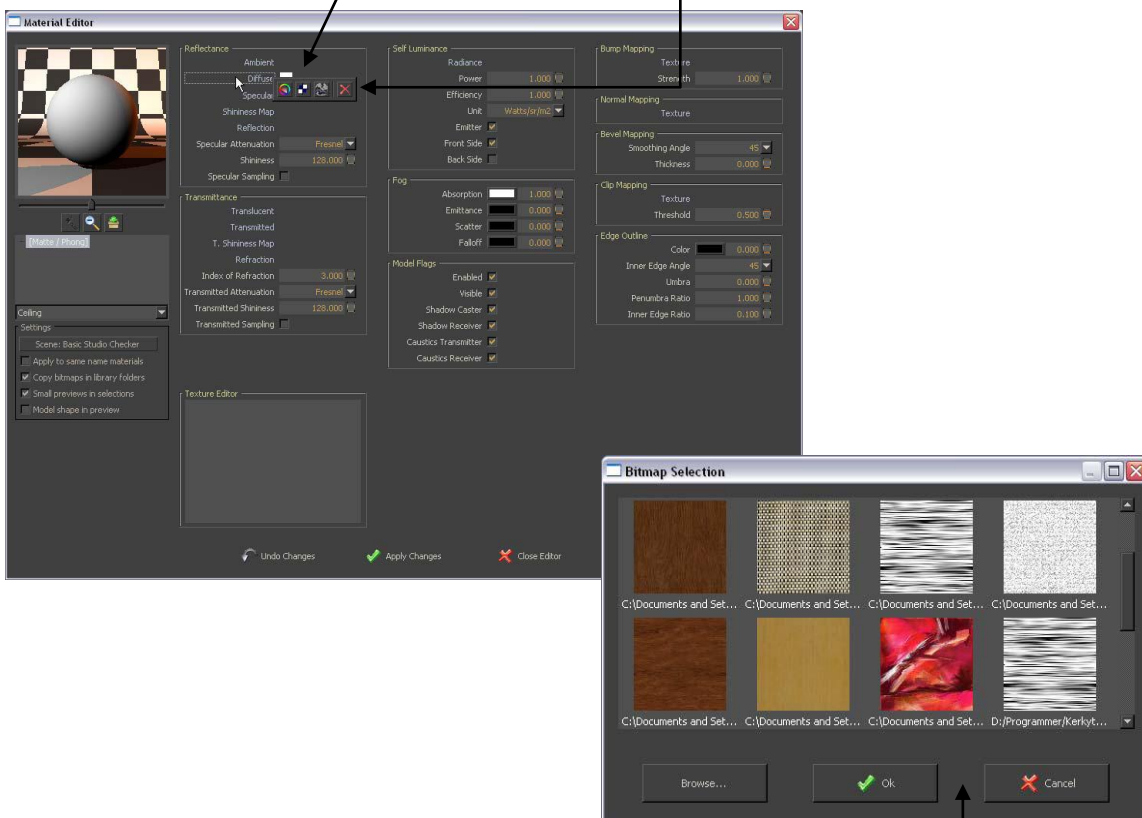 Material Editor
Reflectance
Ambient
Diffuse
Specular
Shininess Map
Reflection
Specular Attenuation Fresnel
Shininess 128.000
Specular Sampling
Transmittance
Translucent
Transmitted
T. Shininess Map
Refraction
Index of Refraction 3.000
Transmitted Attenuation Fresnel
Transmitted Shininess 128.000
Transmitted Sampling
Self Luminance
Radiance
Power 1.000
Efficiency 1.000
Unit Watts/sr/m2
Emitter
Front Side
Back Side
Fog
Absorption 1.000
Emittance 0.000
Scatter 0.000
Falloff 0.000
Model Flags
Enabled
Visible
Shadow Caster
Shadow Receiver
Caustics Transmitter
Caustics Receiver
Bump Mapping
Texture
Strength 1.000
Normal Mapping
Texture
Bevel Mapping
Smoothing Angle 45
Thickness 0.000
Clip Mapping
Texture
Threshold 0.500
Edge Outline
Color 0.000
Inner Edge Angle 45
Umbra 0.000
Penumbra Ratio 1.000
Inner Edge Ratio 0.100
[Matte / Phong]
Ceiling
Settings
Scene: Basic Studio Checker
Apply to same name materials
Copy bitmaps in library folders
Small previews in selections
Model shape in preview
Texture Editor
Undo Changes
Apply Changes
Close Editor
Bitmap Selection
C:\Documents and Set... C:\Documents and Set... C:\Documents and Set... C:\Documents and Set...
C:\Documents and Set... C:\Documents and Set... C:\Documents and Set... D:/Programmer/Kerkyt...
Browse...
Ok
Cancel